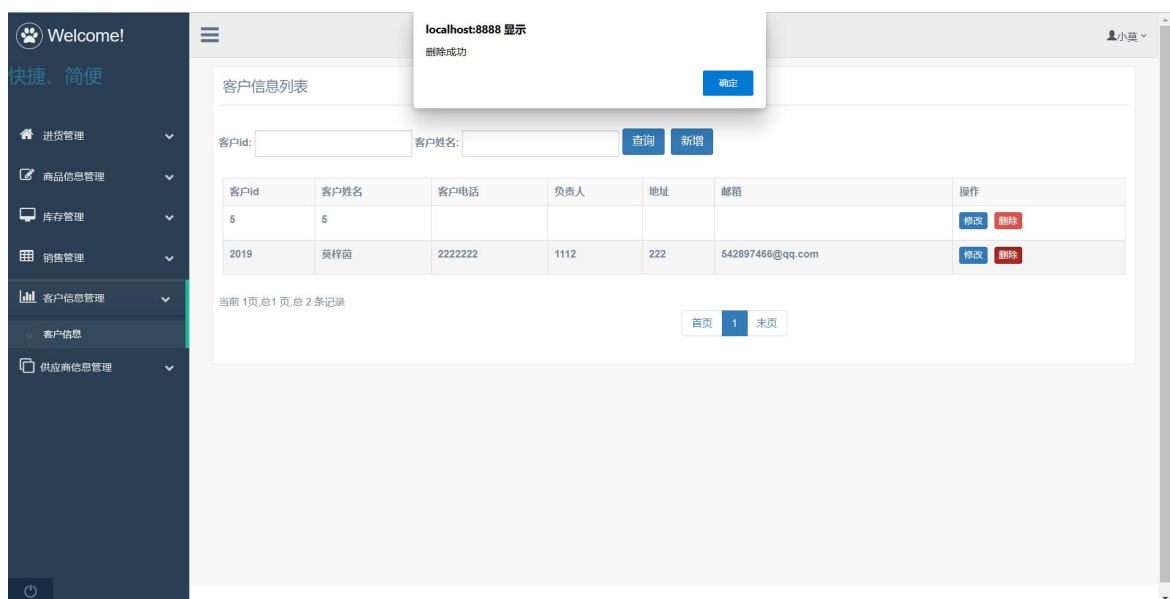 Welcome!
快捷、简便
进货管理
商品信息管理
库存管理
销售管理
客户信息管理
客户信息
供应商信息管理
localhost:8888 显示
删除成功
确定
小莫
客户信息列表
客户id: 客户姓名: 查询 新增
客户id 客户姓名 客户电话 负责人 地址 邮箱 操作
5 5 修改 删除
2019 莫梓茵 2222222 1112 222 542897466@qq.com 修改 删除
当前 1页,总1 页,总 2 条记录
首页 1 末页